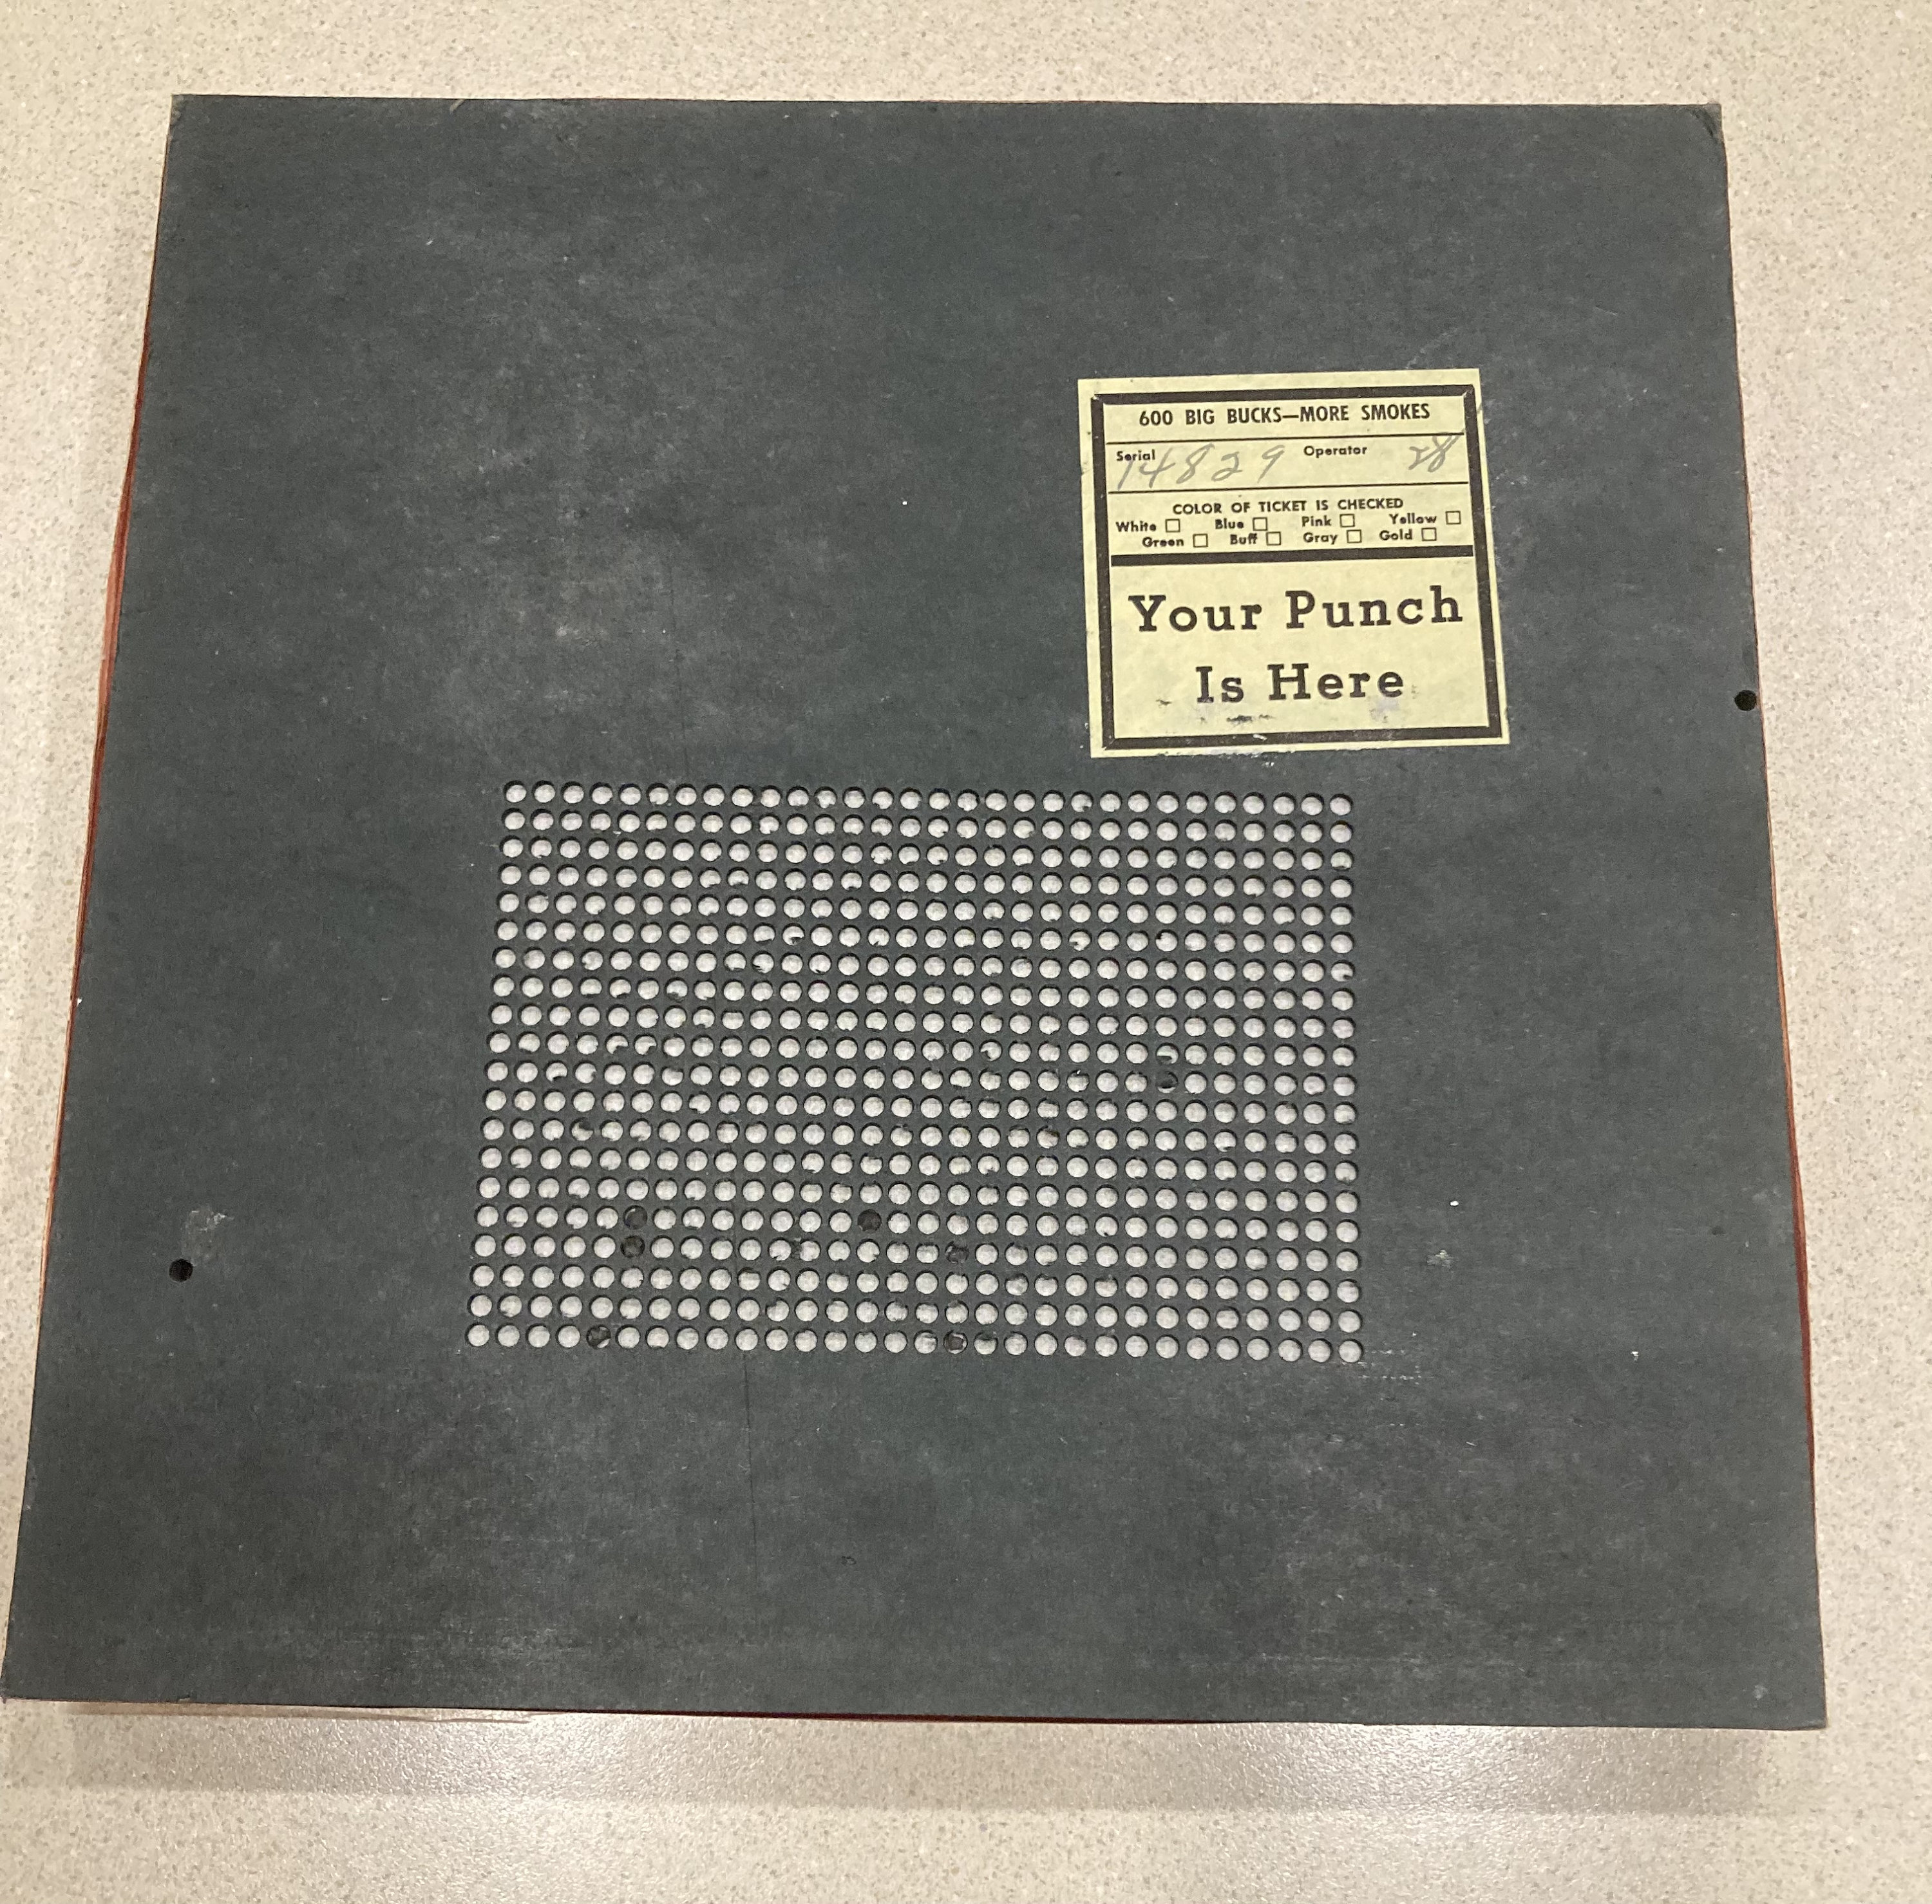 600 BIG BUCKS—MORE SMOKES
Serial 14829 Operator 28
COLOR OF TICKET IS CHECKED
White □ Blue □ Pink □ Yellow □
Green □ Buff □ Gray □ Gold □
Your Punch
Is Here